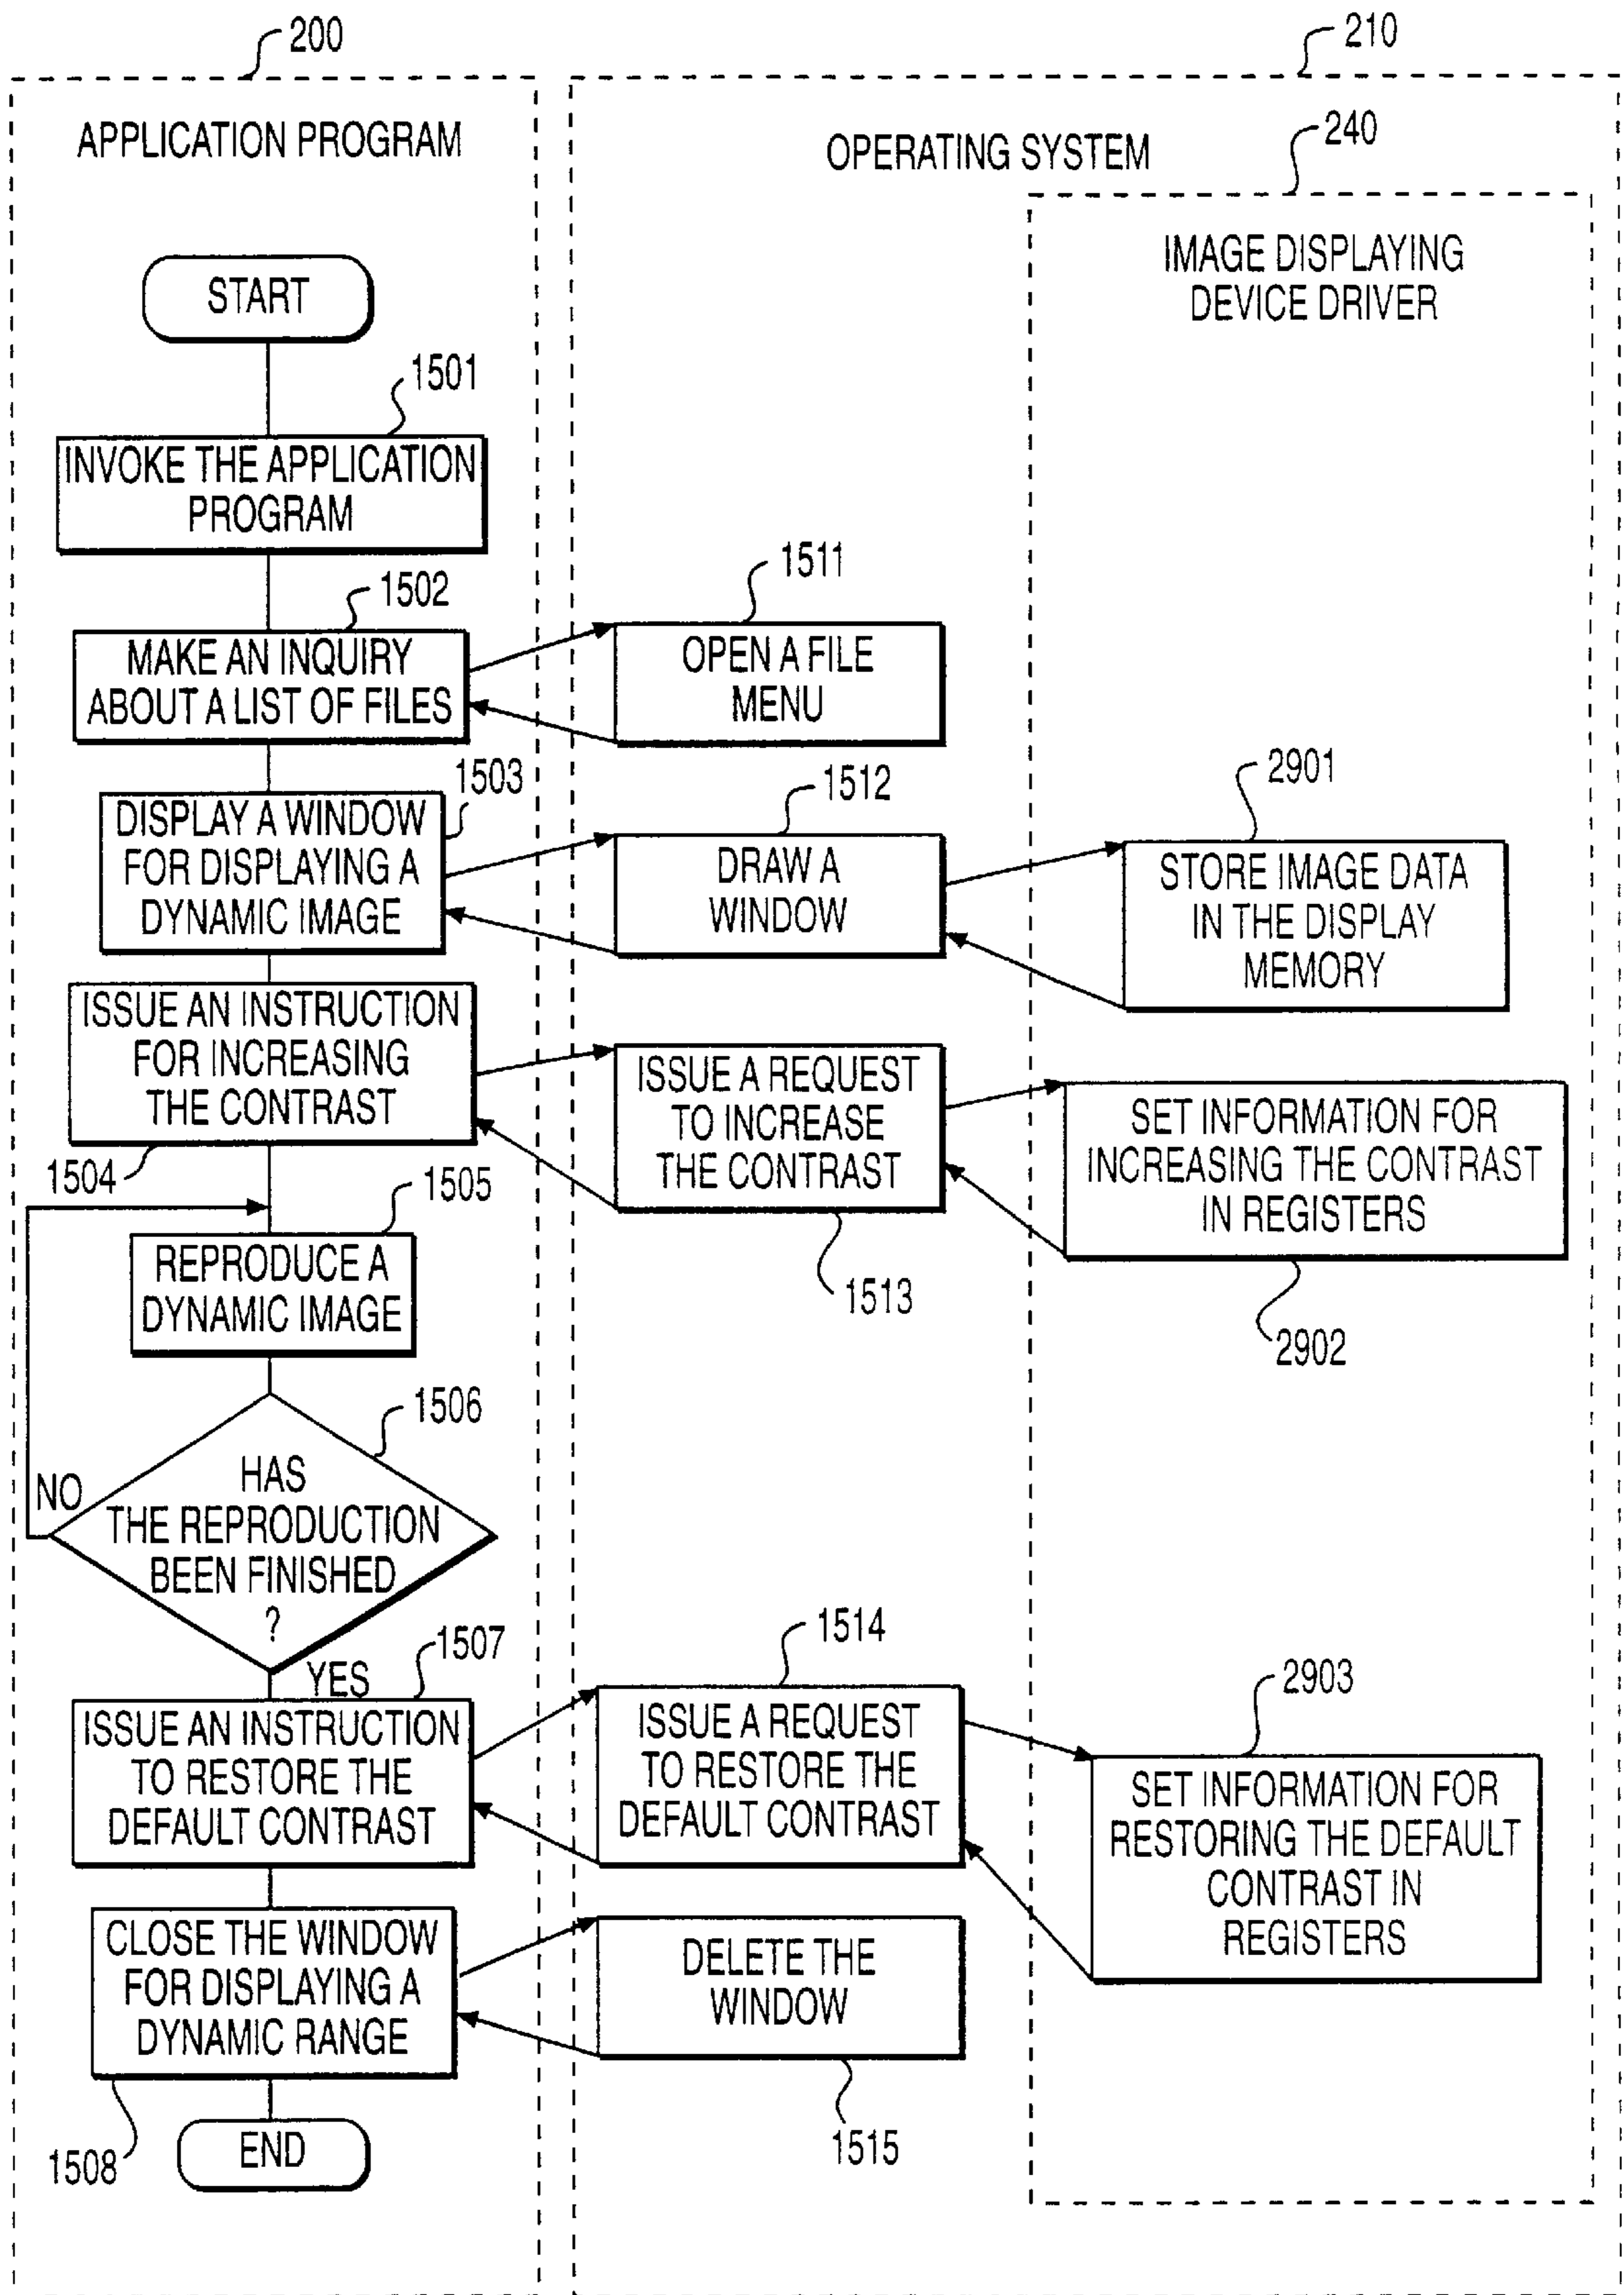 200
210
APPLICATION PROGRAM
OPERATING SYSTEM
240
IMAGE DISPLAYING
DEVICE DRIVER
START
1501
INVOKE THE APPLICATION
PROGRAM
1502
MAKE AN INQUIRY
ABOUT A LIST OF FILES
1511
OPEN A FILE
MENU
1503
DISPLAY A WINDOW
FOR DISPLAYING A
DYNAMIC IMAGE
1512
DRAW A
WINDOW
2901
STORE IMAGE DATA
IN THE DISPLAY
MEMORY
ISSUE AN INSTRUCTION
FOR INCREASING
THE CONTRAST
1504
ISSUE A REQUEST
TO INCREASE
THE CONTRAST
1513
SET INFORMATION FOR
INCREASING THE CONTRAST
IN REGISTERS
2902
1505
REPRODUCE A
DYNAMIC IMAGE
1506
HAS
THE REPRODUCTION
BEEN FINISHED
?
NO
YES
1507
ISSUE AN INSTRUCTION
TO RESTORE THE
DEFAULT CONTRAST
1514
ISSUE A REQUEST
TO RESTORE THE
DEFAULT CONTRAST
2903
SET INFORMATION FOR
RESTORING THE DEFAULT
CONTRAST IN
REGISTERS
CLOSE THE WINDOW
FOR DISPLAYING A
DYNAMIC RANGE
1508
DELETE THE
WINDOW
1515
END